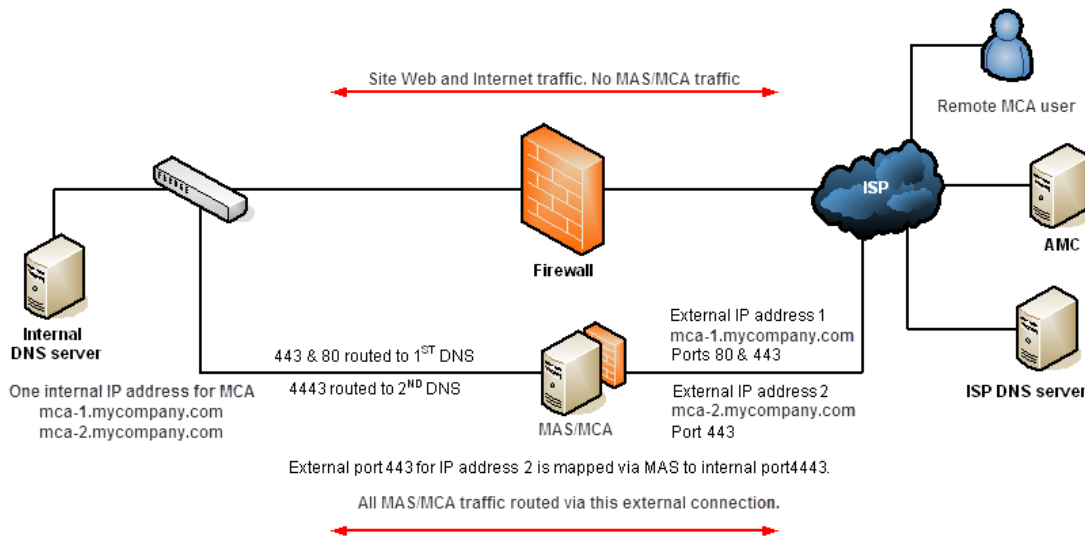 Site Web and Internet traffic. No MAS/MCA traffic
Remote MCA user
ISP
AMC
Firewall
Internal
DNS server
External IP address 1
mca-1.mycompany.com
Ports 80 & 443
443 & 80 routed to 1ST DNS
4443 routed to 2ND DNS
One internal IP address for MCA
mca-1.mycompany.com
mca-2.mycompany.com
MAS/MCA
External IP address 2
mca-2.mycompany.com
Port 443
ISP DNS server
External port 443 for IP address 2 is mapped via MAS to internal port4443.
All MAS/MCA traffic routed via this external connection.